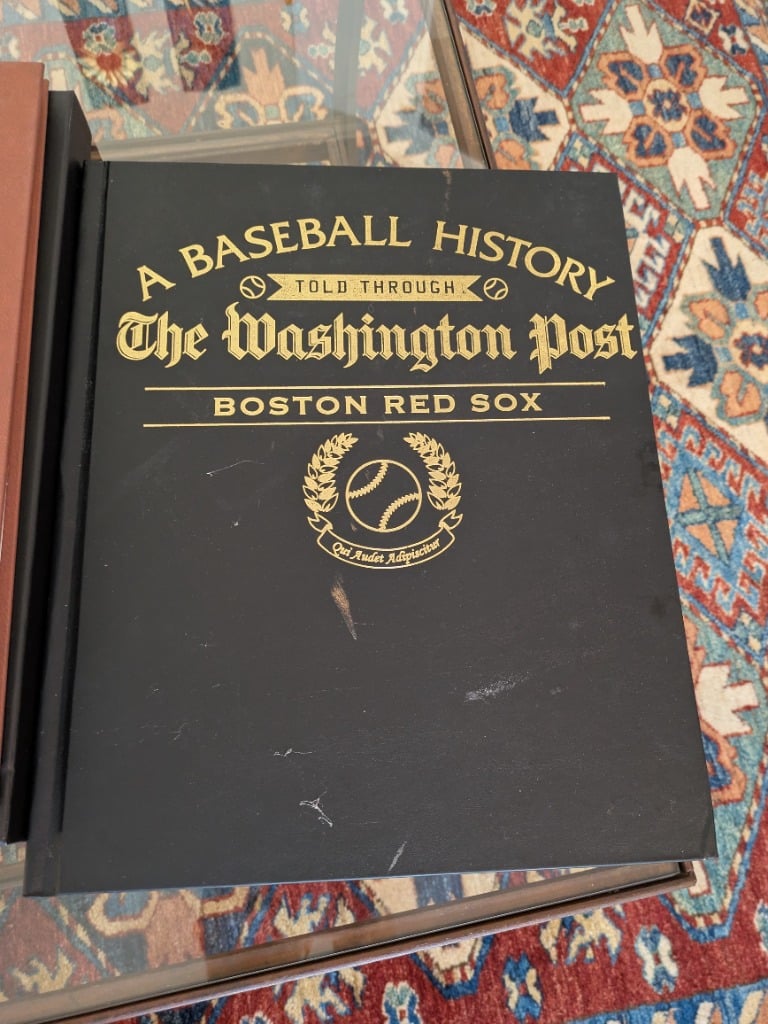 A BASEBALL HISTORY
TOLD THROUGH
The Washington Post
BOSTON RED SOX
Qui Audet Adipiscitur